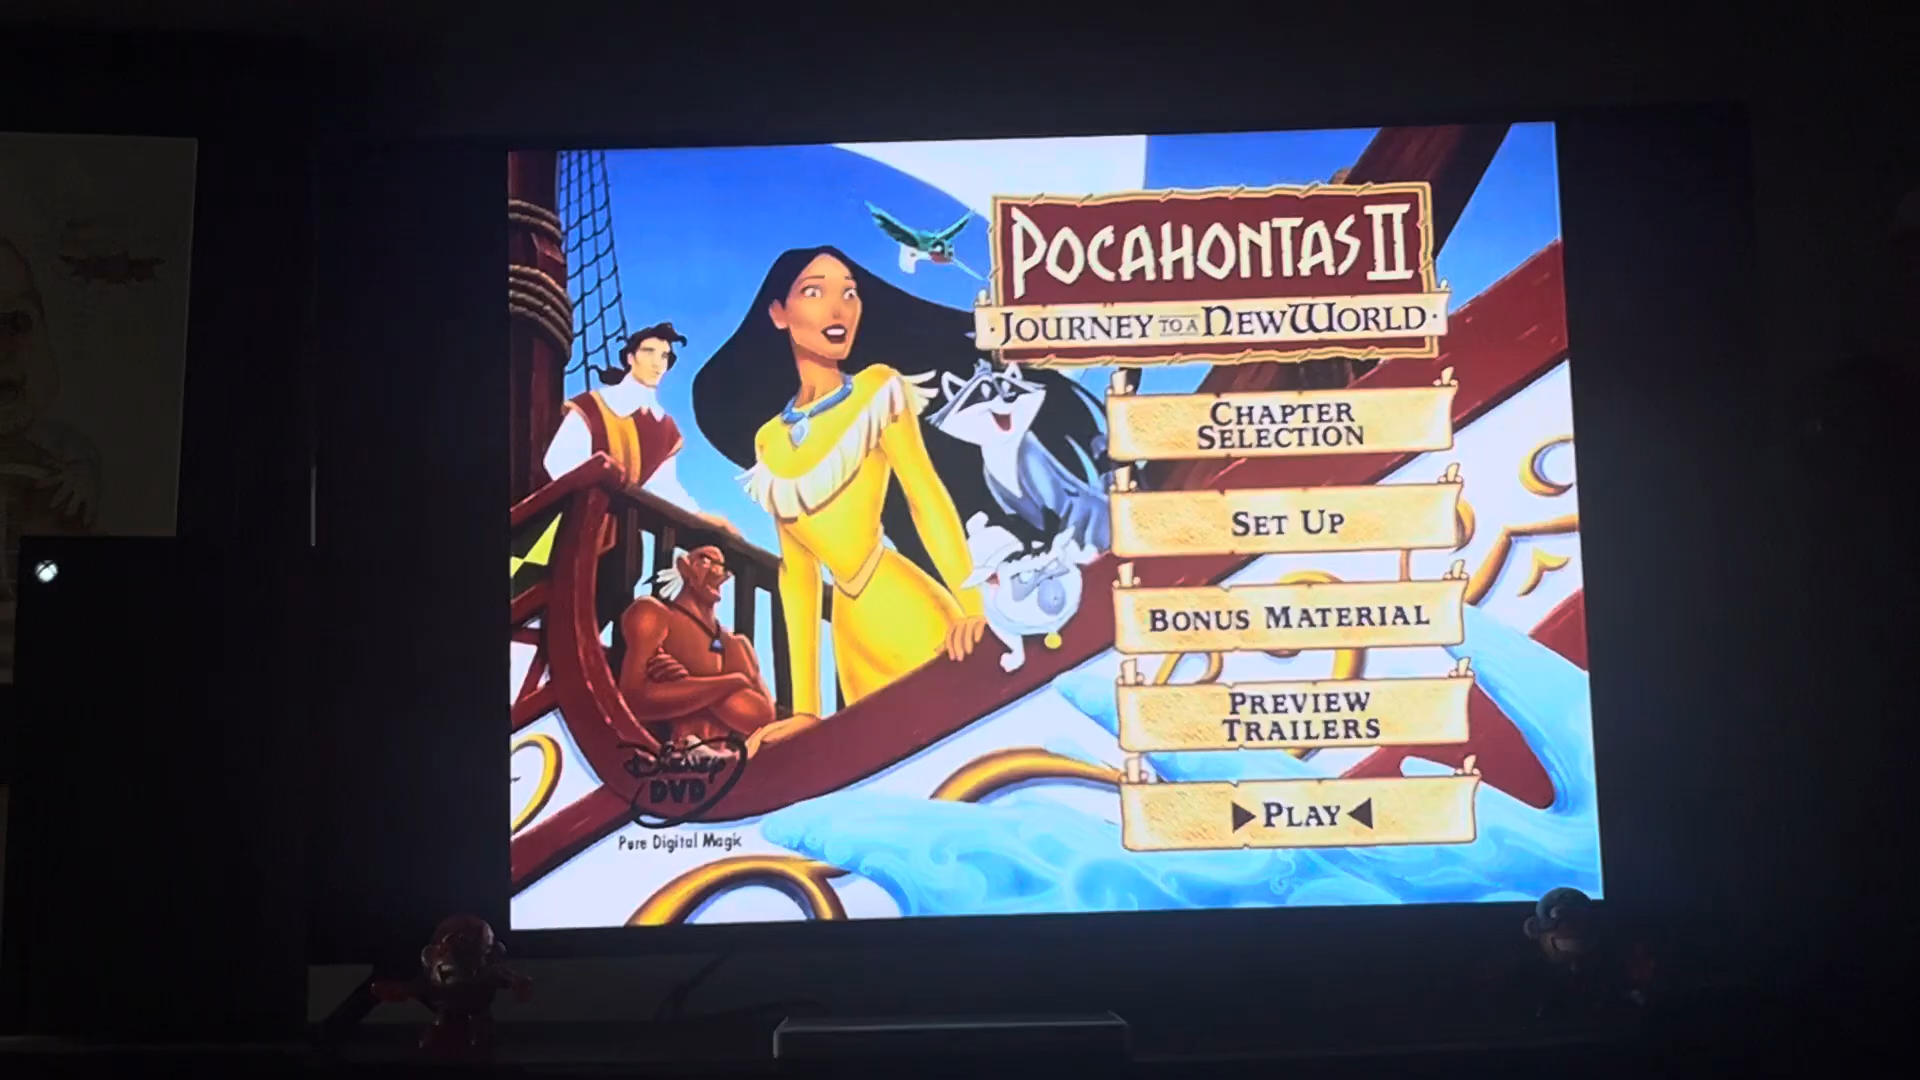 POCAHONTAS II
JOURNEY TO A NEW WORLD
CHAPTER
SELECTION
SET UP
BONUS MATERIAL
PREVIEW
TRAILERS
PLAY
DISNEY
DVD
Pure Digital Magic